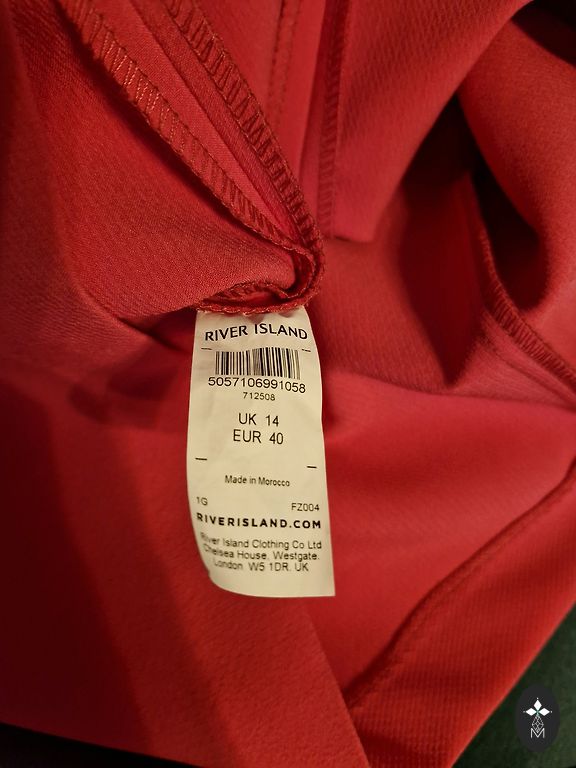 RIVER ISLAND
5057106991058
712508
UK 14
EUR 40
Made in Morocco
1G FZ004
RIVERISLAND.COM
River Island Clothing Co Ltd
Chelsea House, Westgate,
London W5 1DR. UK
M